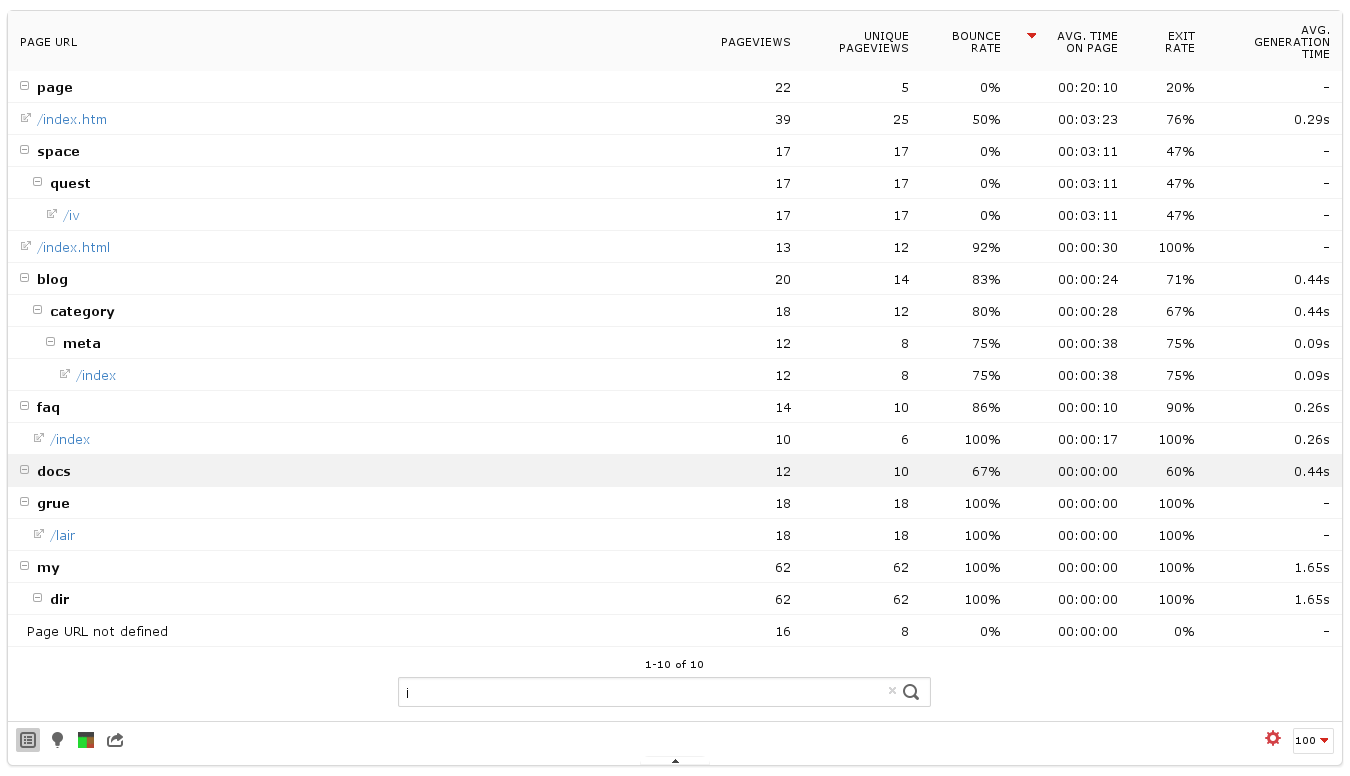 PAGE URL PAGEVIEWS UNIQUE PAGEVIEWS BOUNCE RATE AVG. TIME ON PAGE EXIT RATE AVG. GENERATION TIME
page 22 5 0% 00:20:10 20% -
/index.htm 39 25 50% 00:03:23 76% 0.29s
space 17 17 0% 00:03:11 47% -
quest 17 17 0% 00:03:11 47% -
/iv 17 17 0% 00:03:11 47% -
/index.html 13 12 92% 00:00:30 100% -
blog 20 14 83% 00:00:24 71% 0.44s
category 18 12 80% 00:00:28 67% 0.44s
meta 12 8 75% 00:00:38 75% 0.09s
/index 12 8 75% 00:00:38 75% 0.09s
faq 14 10 86% 00:00:10 90% 0.26s
/index 10 6 100% 00:00:17 100% 0.26s
docs 12 10 67% 00:00:00 60% 0.44s
grue 18 18 100% 00:00:00 100% -
/lair 18 18 100% 00:00:00 100% -
my 62 62 100% 00:00:00 100% 1.65s
dir 62 62 100% 00:00:00 100% 1.65s
Page URL not defined 16 8 0% 00:00:00 0% -
1-10 of 10
i
100